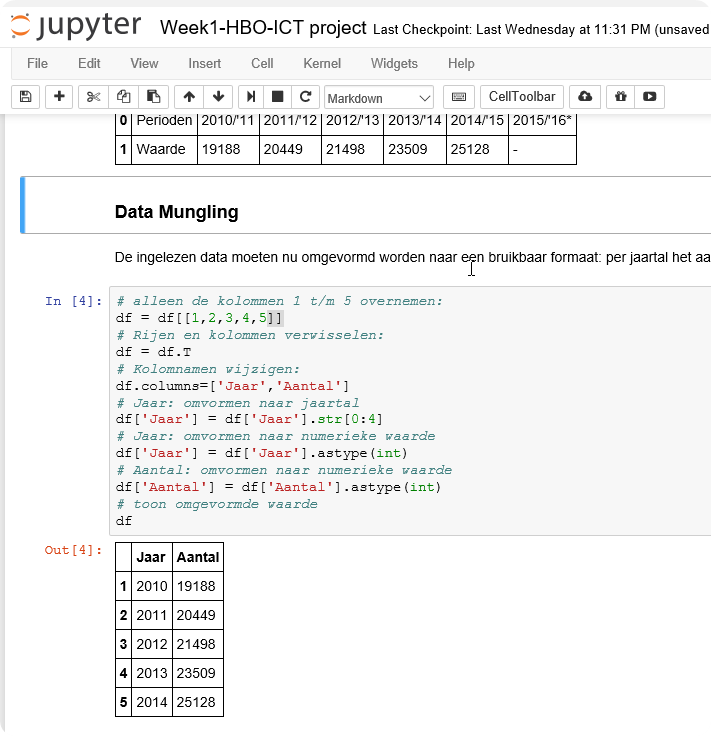 jupyter Week1-HBO-ICT project Last Checkpoint: Last Wednesday at 11:31 PM (unsaved
File Edit View Insert Cell Kernel Widgets Help
Markdown CellToolbar
0 Perioden 2010/'11 2011/'12 2012/'13 2013/'14 2014/'15 2015/'16*
1 Waarde 19188 20449 21498 23509 25128 -
Data Mungling
De ingelezen data moeten nu omgevormd worden naar een bruikbaar formaat: per jaartal het aa
In [4]: # alleen de kolommen 1 t/m 5 overnemen:
df = df[[1,2,3,4,5]]
# Rijen en kolommen verwisselen:
df = df.T
# Kolomnamen wijzigen:
df.columns=['Jaar','Aantal']
# Jaar: omvormen naar jaartal
df['Jaar'] = df['Jaar'].str[0:4]
# Jaar: omvormen naar numerieke waarde
df['Jaar'] = df['Jaar'].astype(int)
# Aantal: omvormen naar numerieke waarde
df['Aantal'] = df['Aantal'].astype(int)
# toon omgevormde waarde
df
Out[4]:
Jaar Aantal
1 2010 19188
2 2011 20449
3 2012 21498
4 2013 23509
5 2014 25128